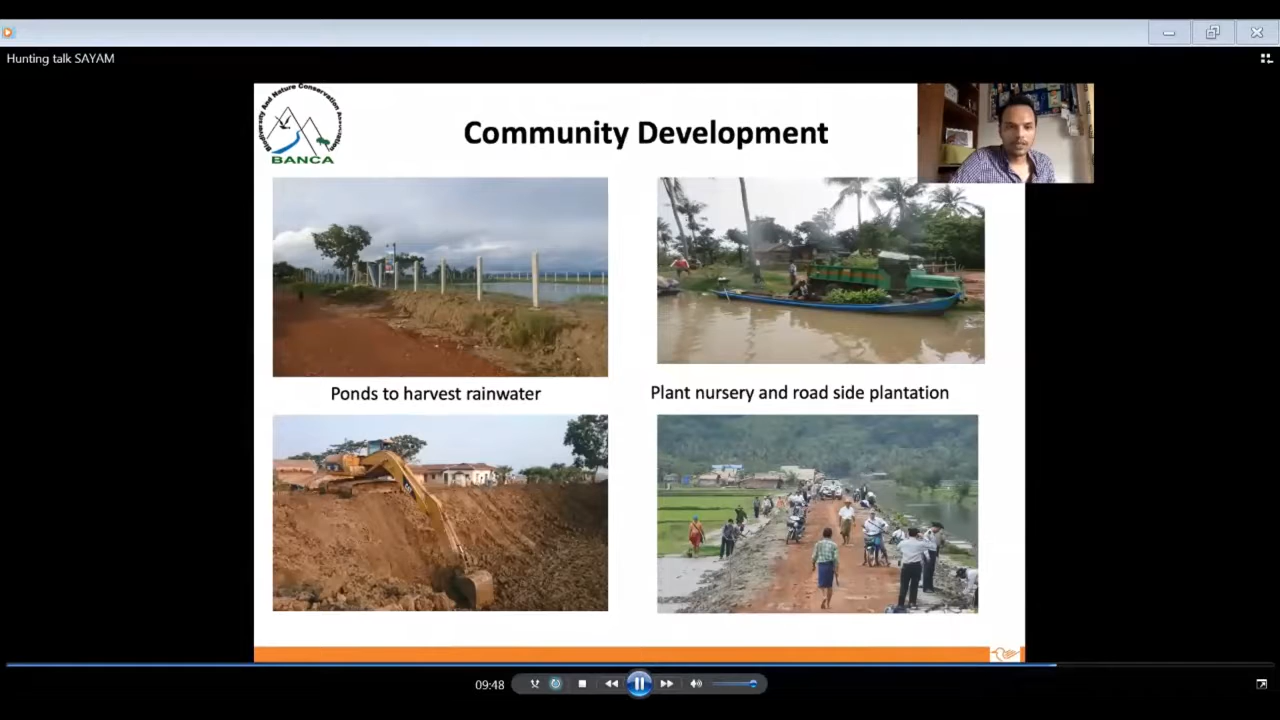 Hunting talk SAYAM
Biodiversity And Nature Conservation Association
BANCA
Community Development
Ponds to harvest rainwater
Plant nursery and road side plantation
09:48